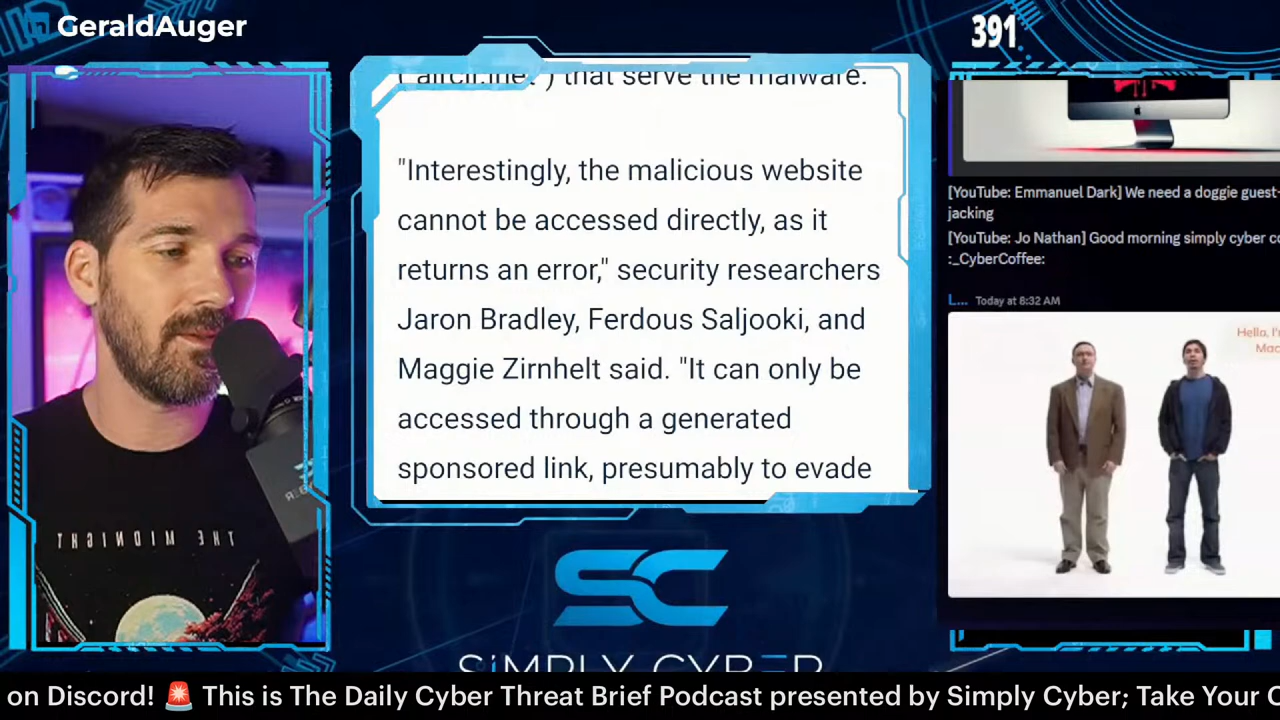 GeraldAuger
391
("aircii.net") that serve the malware.
"Interestingly, the malicious website
cannot be accessed directly, as it
returns an error," security researchers
Jaron Bradley, Ferdous Saljooki, and
Maggie Zirnhelt said. "It can only be
accessed through a generated
sponsored link, presumably to evade
[YouTube: Emmanuel Dark] We need a doggie guest-
jacking
[YouTube: Jo Nathan] Good morning simply cyber co
:_CyberCoffee:
L... Today at 8:32 AM
Hello, I'm
Mac
THE MIDNIGHT
SC
SIMPLY CYBER
on Discord! 🚨 This is The Daily Cyber Threat Brief Podcast presented by Simply Cyber; Take Your C